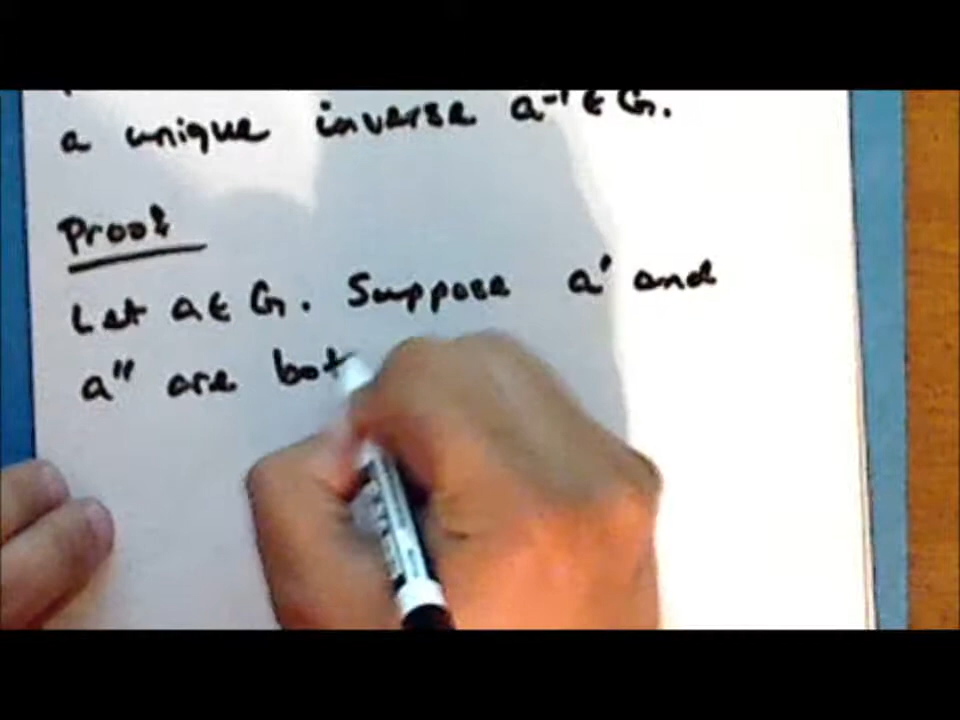 a unique inverse a⁻¹ ∈ G.
Proof
Let a ∈ G. Suppose a' and
a'' are bot